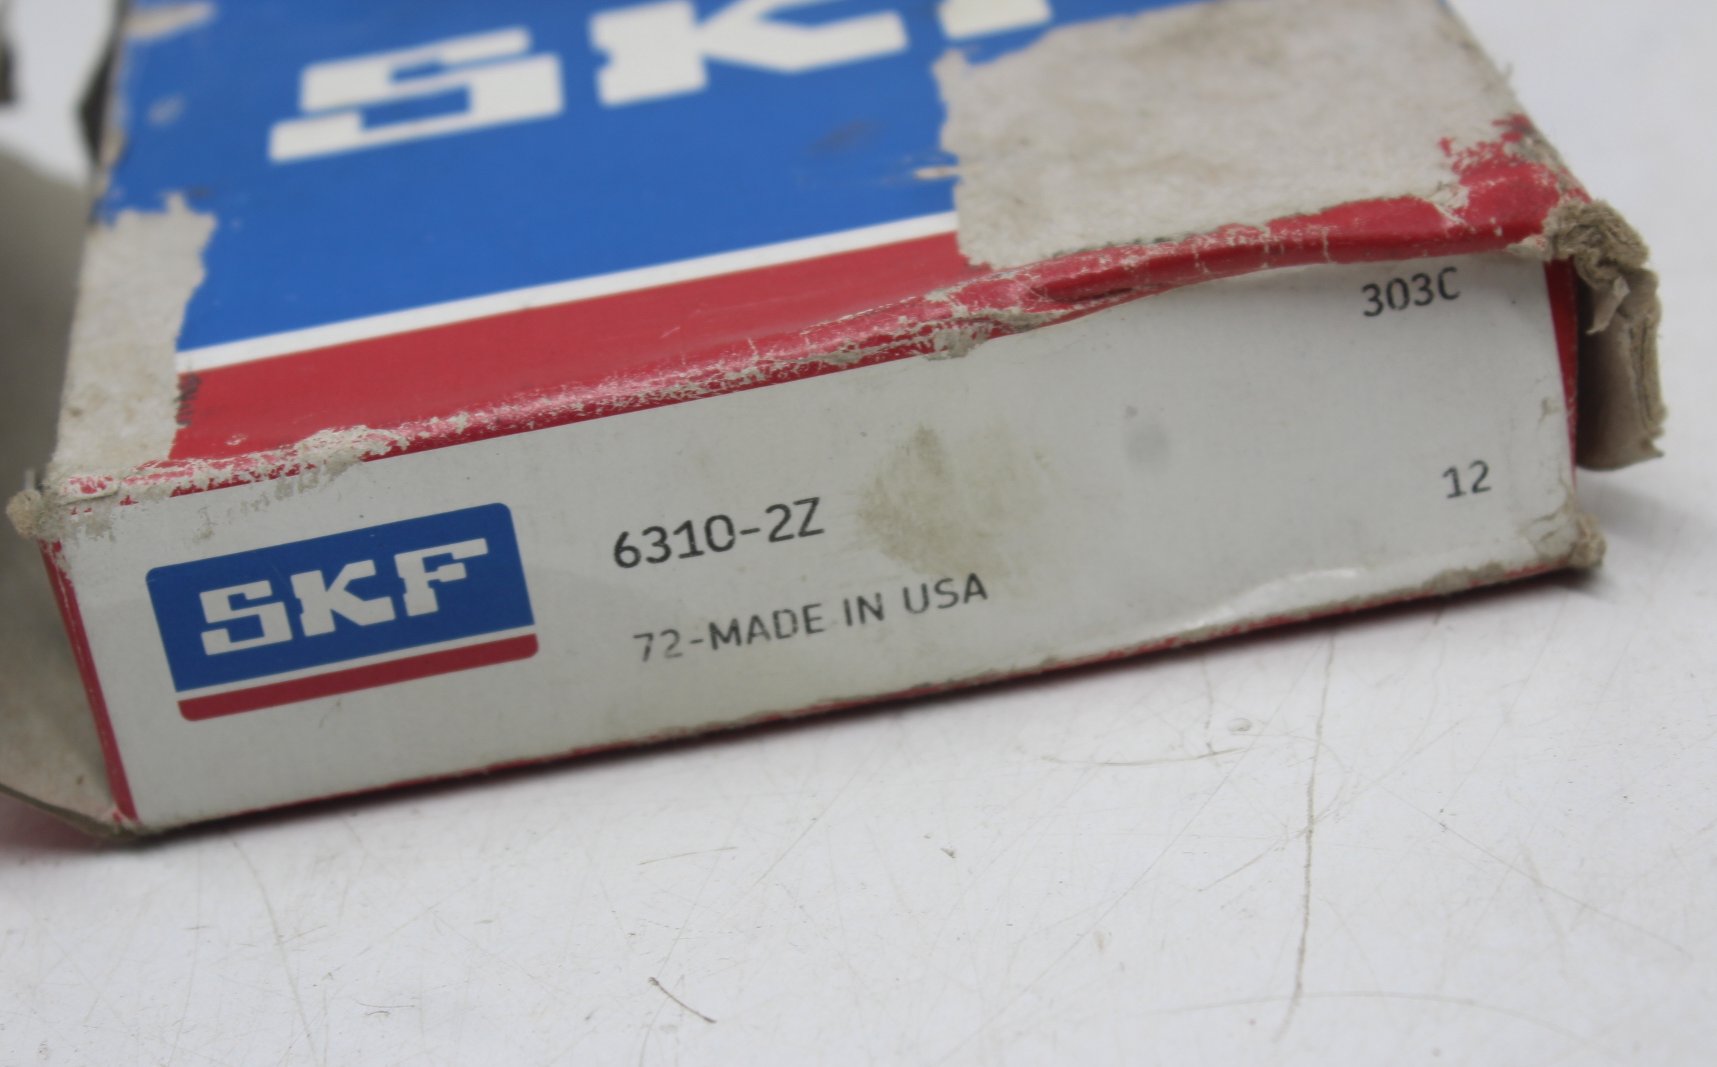 SKF
303C
SKF
6310-2Z
12
72-MADE IN USA